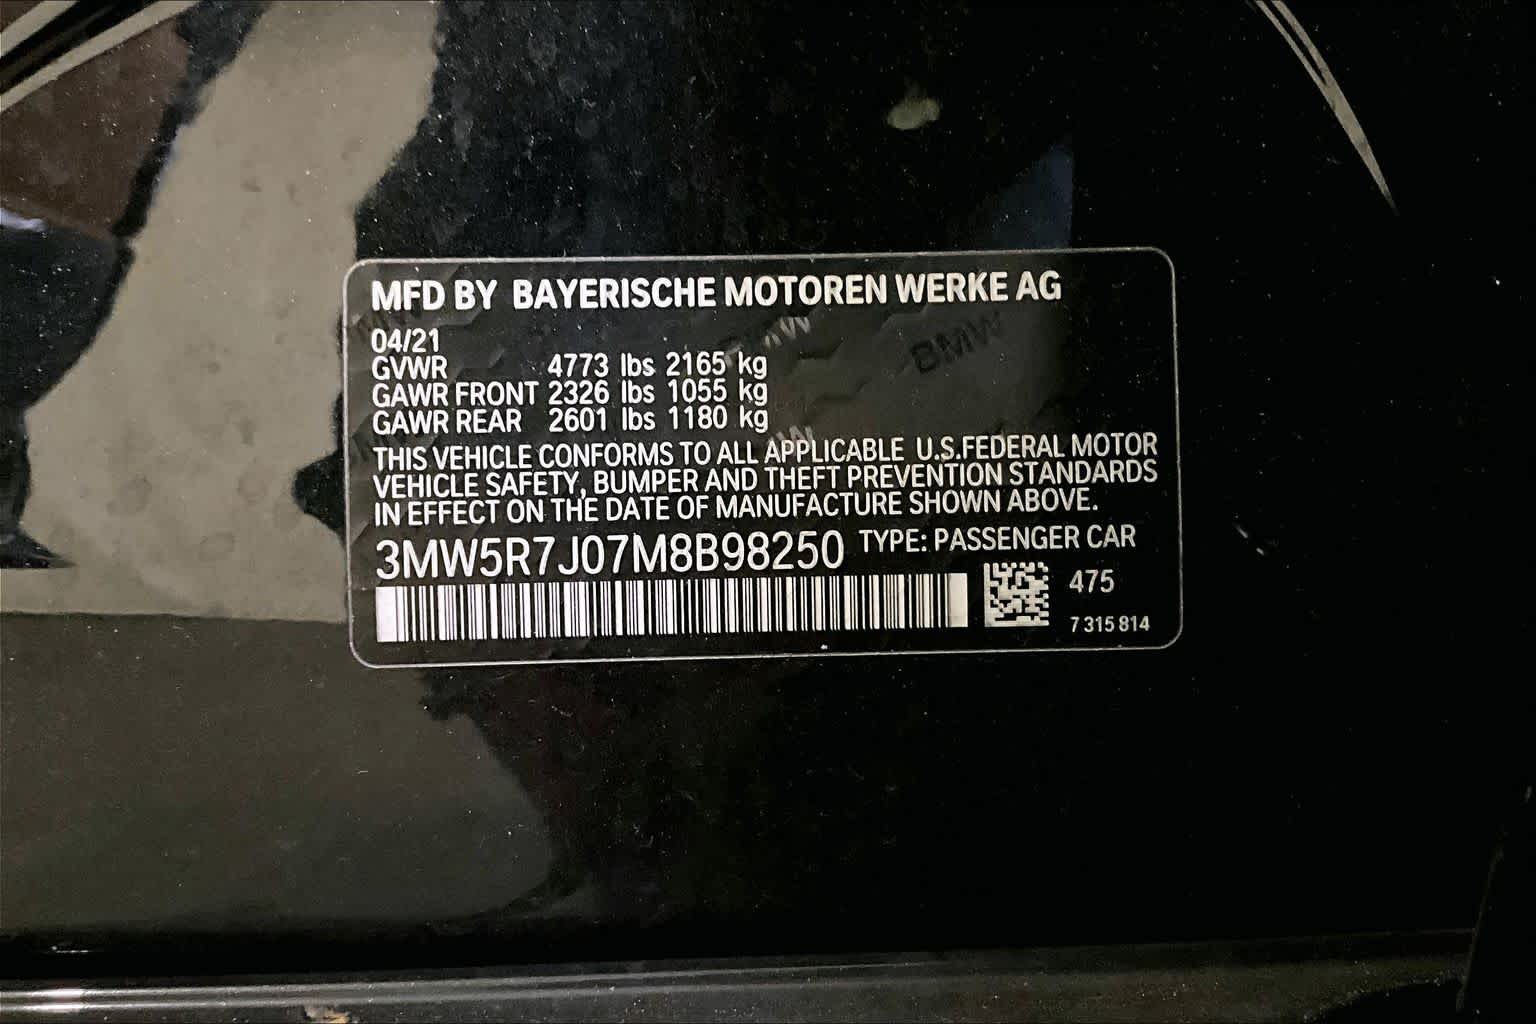 MFD BY BAYERISCHE MOTOREN WERKE AG
04/21
GVWR 4773 lbs 2165 kg
GAWR FRONT 2326 lbs 1055 kg
GAWR REAR 2601 lbs 1180 kg
THIS VEHICLE CONFORMS TO ALL APPLICABLE U.S.FEDERAL MOTOR
VEHICLE SAFETY, BUMPER AND THEFT PREVENTION STANDARDS
IN EFFECT ON THE DATE OF MANUFACTURE SHOWN ABOVE.
3MW5R7J07M8B98250 TYPE: PASSENGER CAR
475
7 315 814
BMW